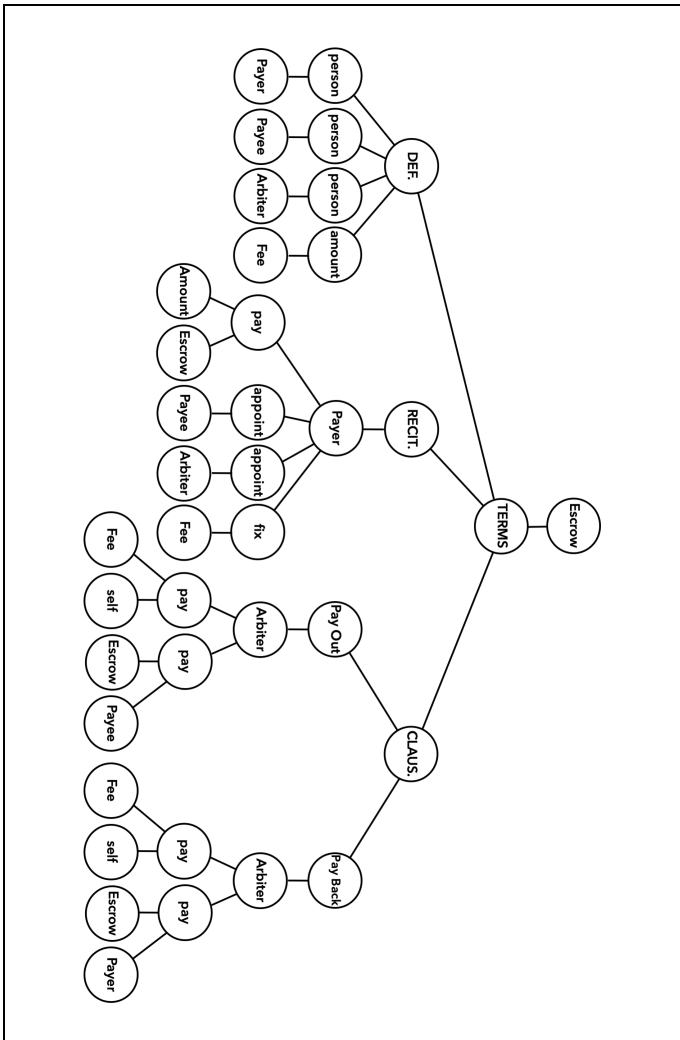 Escrow
TERMS
DEF. RECIT. CLAUS.
person person person amount Payer Pay Out Pay Back
Payer Payee Arbiter Fee pay appoint appoint fix Arbiter Arbiter
Amount Escrow Payee Arbiter Fee pay pay pay pay
Fee self Escrow Payee Fee self Escrow Payer